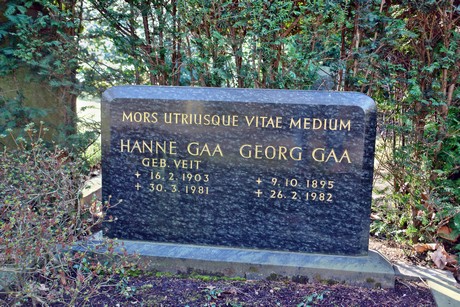 MORS UTRIUSQUE VITAE MEDIUM
HANNE GAA
GEB. VEIT
+ 16. 2. 1903
+ 30. 3. 1981
GEORG GAA
+ 9. 10. 1895
+ 26. 2. 1982